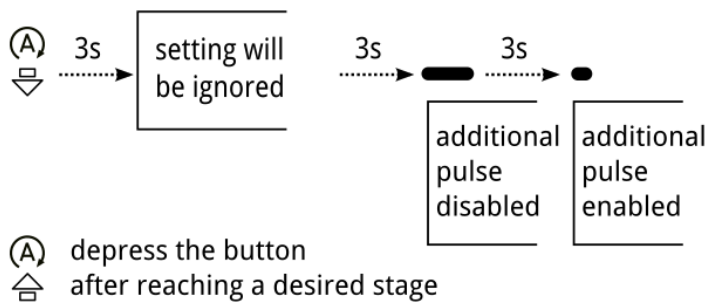 A
3s
setting will
be ignored
3s
3s
additional
pulse
disabled
additional
pulse
enabled
A
depress the button
after reaching a desired stage